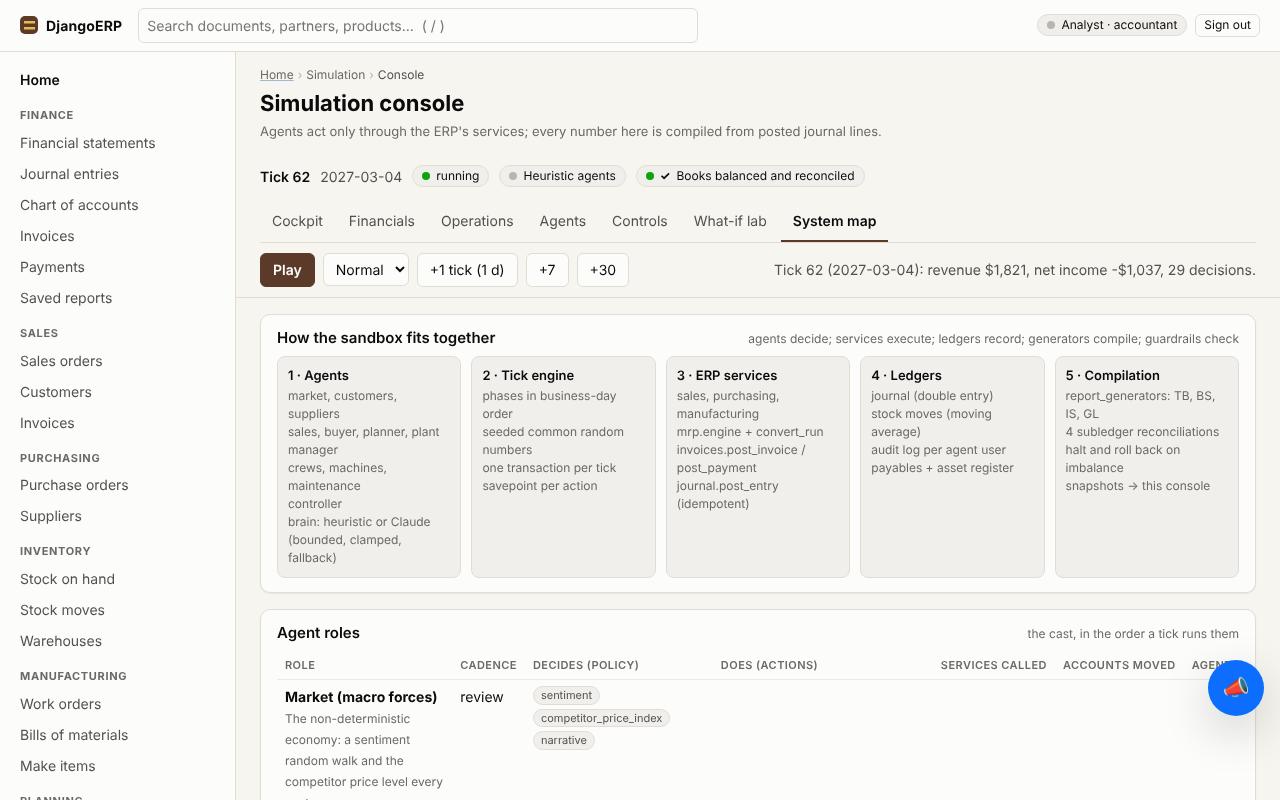 DjangoERP
Search documents, partners, products... ( / )
Analyst · accountant
Sign out
Home
FINANCE
Financial statements
Journal entries
Chart of accounts
Invoices
Payments
Saved reports
SALES
Sales orders
Customers
Invoices
PURCHASING
Purchase orders
Suppliers
INVENTORY
Stock on hand
Stock moves
Warehouses
MANUFACTURING
Work orders
Bills of materials
Make items
Home › Simulation › Console
Simulation console
Agents act only through the ERP's services; every number here is compiled from posted journal lines.
Tick 62 2027-03-04 running Heuristic agents ✔ Books balanced and reconciled
Cockpit Financials Operations Agents Controls What-if lab System map
Play Normal +1 tick (1 d) +7 +30 Tick 62 (2027-03-04): revenue $1,821, net income -$1,037, 29 decisions.
How the sandbox fits together
agents decide; services execute; ledgers record; generators compile; guardrails check
1 · Agents
market, customers,
suppliers
sales, buyer, planner, plant
manager
crews, machines,
maintenance
controller
brain: heuristic or Claude
(bounded, clamped,
fallback)
2 · Tick engine
phases in business-day
order
seeded common random
numbers
one transaction per tick
savepoint per action
3 · ERP services
sales, purchasing,
manufacturing
mrp.engine + convert_run
invoices.post_invoice /
post_payment
journal.post_entry
(idempotent)
4 · Ledgers
journal (double entry)
stock moves (moving
average)
audit log per agent user
payables + asset register
5 · Compilation
report_generators: TB, BS,
IS, GL
4 subledger reconciliations
halt and roll back on
imbalance
snapshots → this console
Agent roles
the cast, in the order a tick runs them
ROLE CADENCE DECIDES (POLICY) DOES (ACTIONS) SERVICES CALLED ACCOUNTS MOVED
Market (macro forces)
The non-deterministic
economy: a sentiment
random walk and the
competitor price level every
review
sentiment
competitor_price_index
narrative